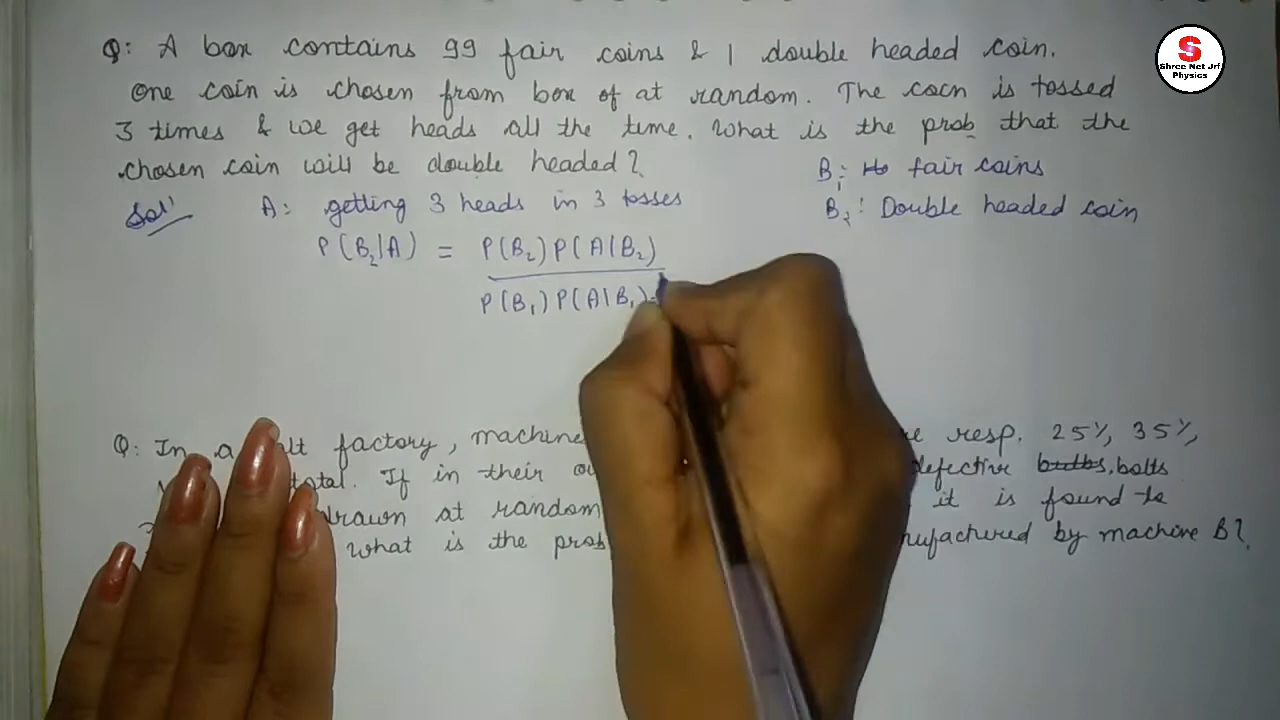 Q: A box contains 99 fair coins & 1 double headed coin.
One coin is chosen from box of at random. The coin is tossed
3 times & we get heads all the time. What is the prob that the
chosen coin will be double headed?
B₁: fair coins
Sol' A: getting 3 heads in 3 tosses
B₂: Double headed coin
P(B₂|A) = P(B₂)P(A|B₂)
P(B₁)P(A|B₁)
Q: In a machine resp. 25%, 35%,
total. If in their defective bulbs. bolts
drawn at random it is found to
What is the prob by machine B?
S
Shree Net Jrf
Physics